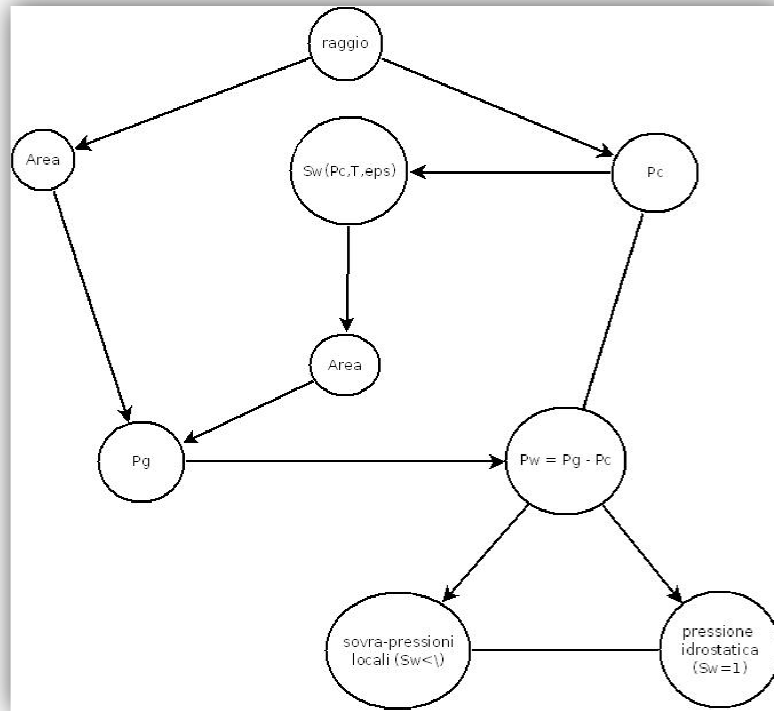 raggio
Area
Sw(Pc,T,eps)
Pc
Area
Pg
Pw = Pg - Pc
sovra-pressioni
locali (Sw<\)
pressione
idrostatica
(Sw=1)